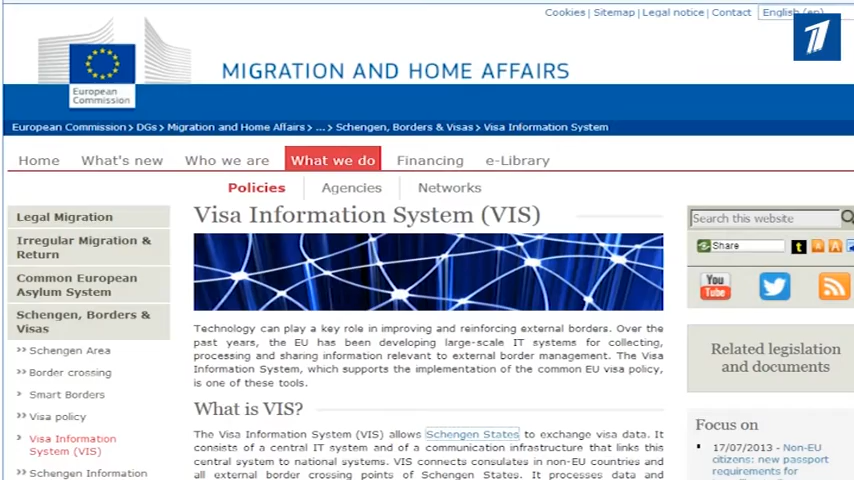 Cookies | Sitemap | Legal notice | Contact English (en)
European Commission
MIGRATION AND HOME AFFAIRS
European Commission > DGs > Migration and Home Affairs > ... > Schengen, Borders & Visas > Visa Information System
Home What's new Who we are What we do Financing e-Library
Policies Agencies Networks
Legal Migration
Irregular Migration &
Return
Common European
Asylum System
Schengen, Borders &
Visas
>> Schengen Area
>> Border crossing
> Smart Borders
>> Visa policy
> Visa Information
System (VIS)
>> Schengen Information
Visa Information System (VIS)
Technology can play a key role in improving and reinforcing external borders. Over the
past years, the EU has been developing large-scale IT systems for collecting,
processing and sharing information relevant to external border management. The Visa
Information System, which supports the implementation of the common EU visa policy,
is one of these tools.
What is VIS?
The Visa Information System (VIS) allows Schengen States to exchange visa data. It
consists of a central IT system and of a communication infrastructure that links this
central system to national systems. VIS connects consulates in non-EU countries and
all external border crossing points of Schengen States. It processes data and
Search this website
Share
t A A
You
Tube
Related legislation
and documents
Focus on
17/07/2013 - Non-EU
citizens: new passport
requirements for